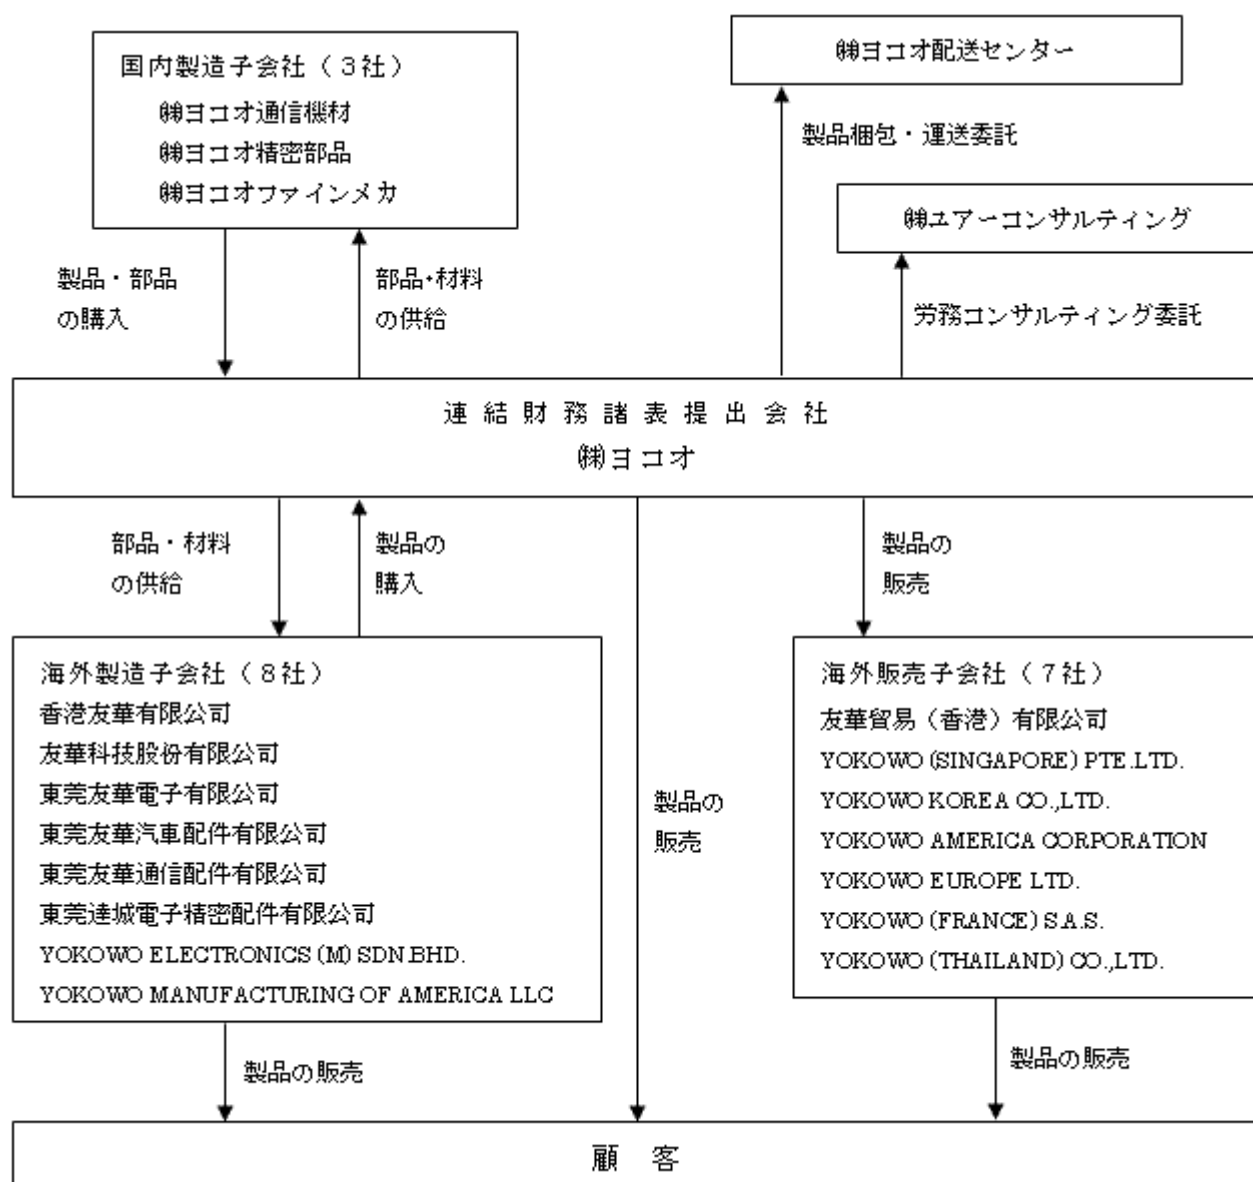 国内製造子会社（３社）
㈱ヨコオ通信機材
㈱ヨコオ精密部品
㈱ヨコオファインメカ
㈱ヨコオ配送センター
製品梱包・運送委託
㈱ユアーコンサルティング
労務コンサルティング委託
製品・部品
の購入
部品・材料
の供給
連結財務諸表提出会社
㈱ヨコオ
部品・材料
の供給
製品の
購入
製品の
販売
製品の
販売
海外製造子会社（８社）
香港友華有限公司
友華科技股份有限公司
東莞友華電子有限公司
東莞友華汽車配件有限公司
東莞友華通信配件有限公司
東莞達城電子精密配件有限公司
YOKOWO ELECTRONICS (M) SDN.BHD.
YOKOWO MANUFACTURING OF AMERICA LLC
海外販売子会社（７社）
友華貿易（香港）有限公司
YOKOWO (SINGAPORE) PTE.LTD.
YOKOWO KOREA CO.,LTD.
YOKOWO AMERICA CORPORATION
YOKOWO EUROPE LTD.
YOKOWO (FRANCE) S.A.S.
YOKOWO (THAILAND) CO.,LTD.
製品の販売
製品の販売
顧客